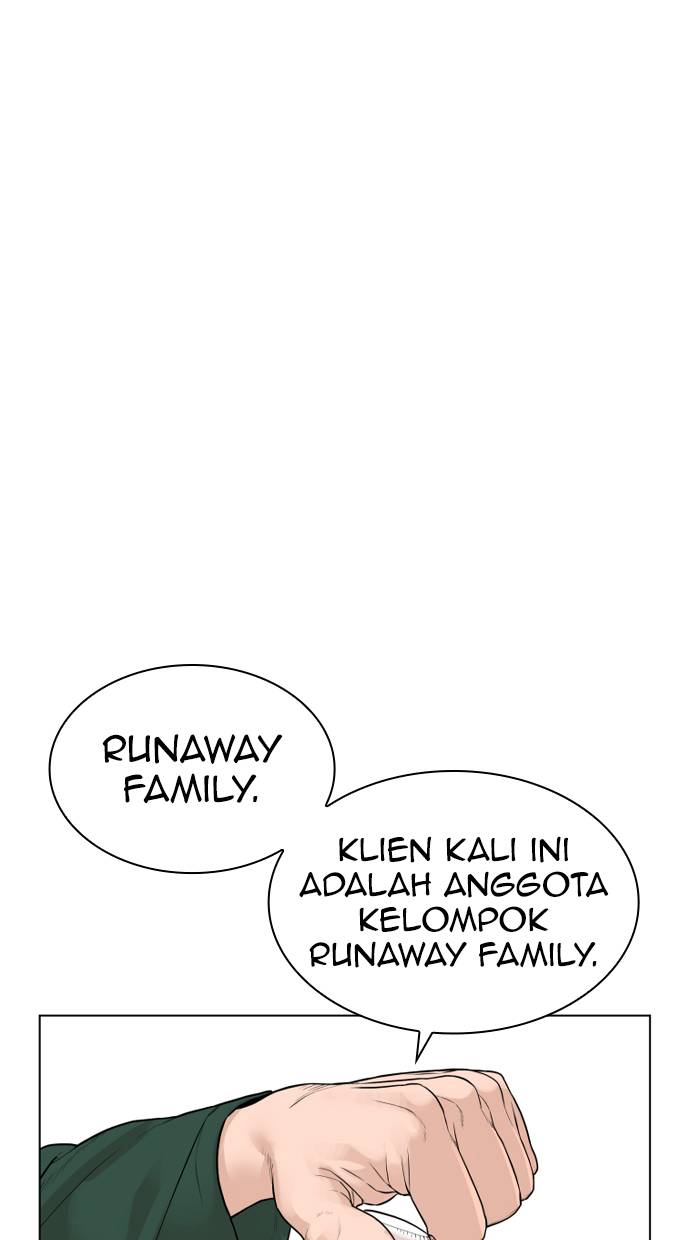 RUNAWAY
FAMILY.
KLIEN KALI INI
ADALAH ANGGOTA
KELOMPOK
RUNAWAY FAMILY.